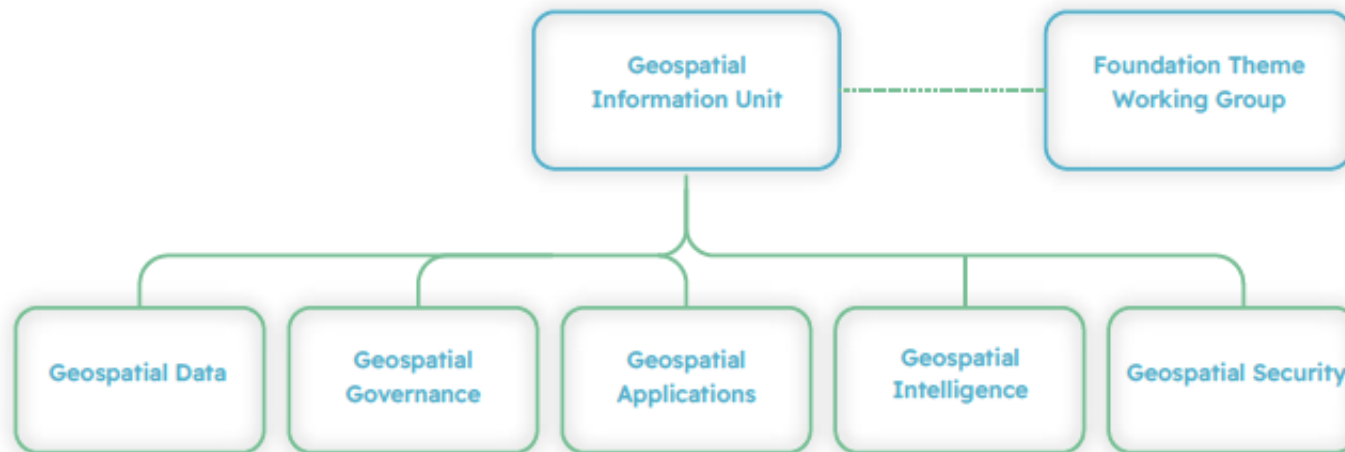 Geospatial
Information Unit
Foundation Theme
Working Group
Geospatial Data
Geospatial
Governance
Geospatial
Applications
Geospatial
Intelligence
Geospatial Security